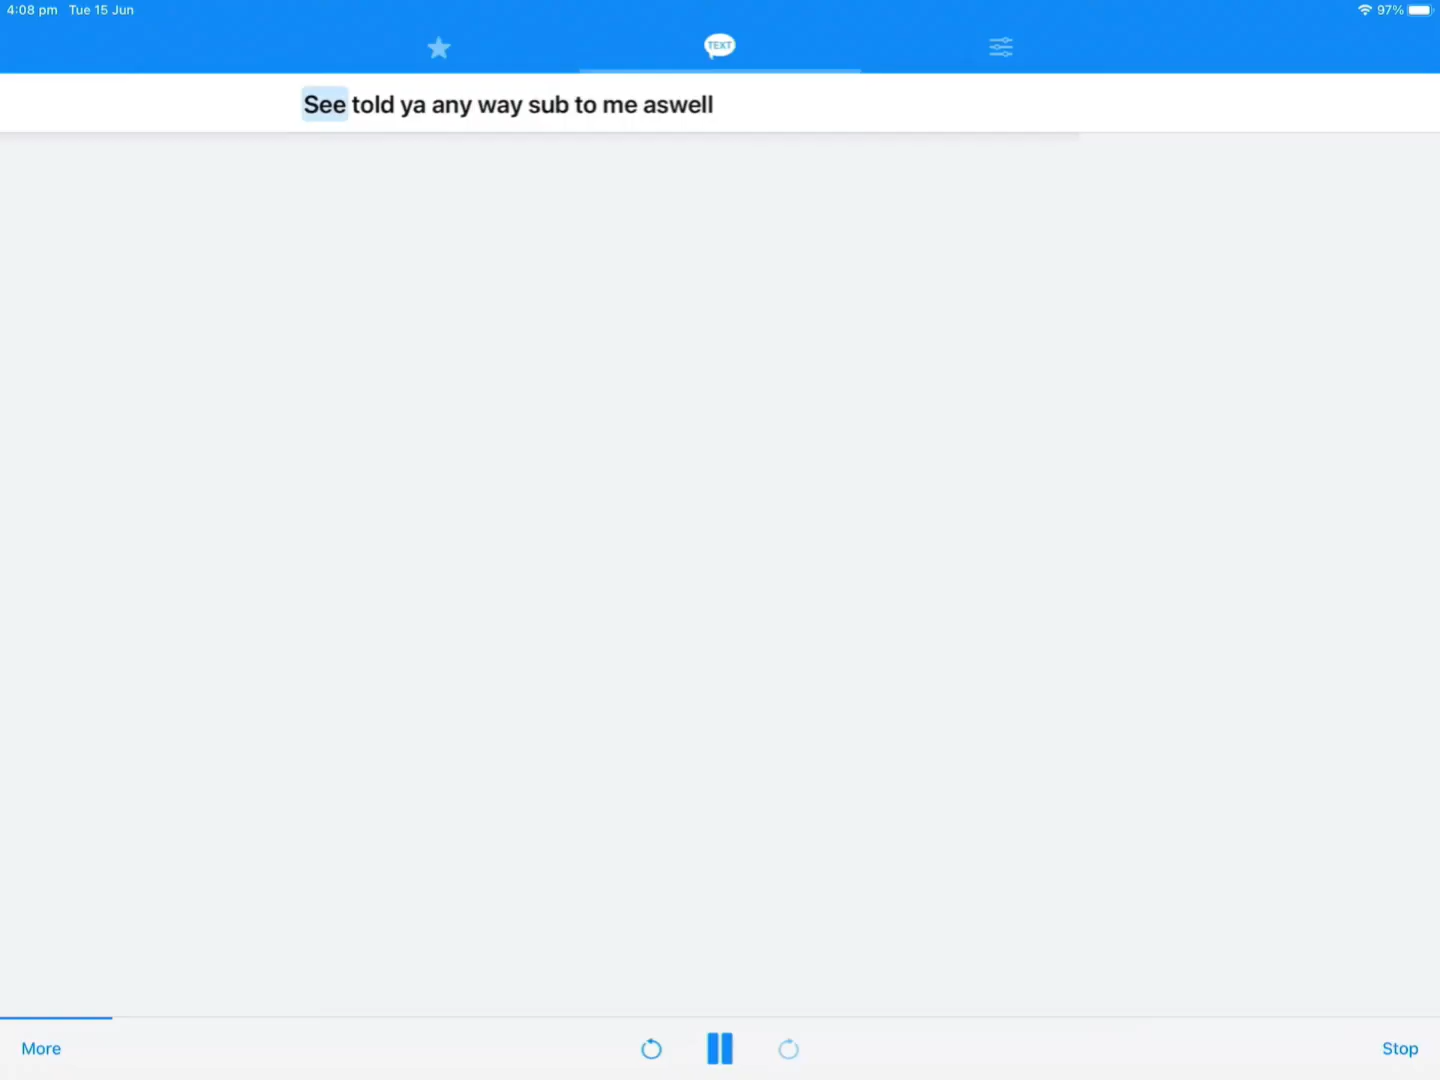 4:08 pm Tue 15 Jun 97%
TEXT
See told ya any way sub to me aswell
More Stop